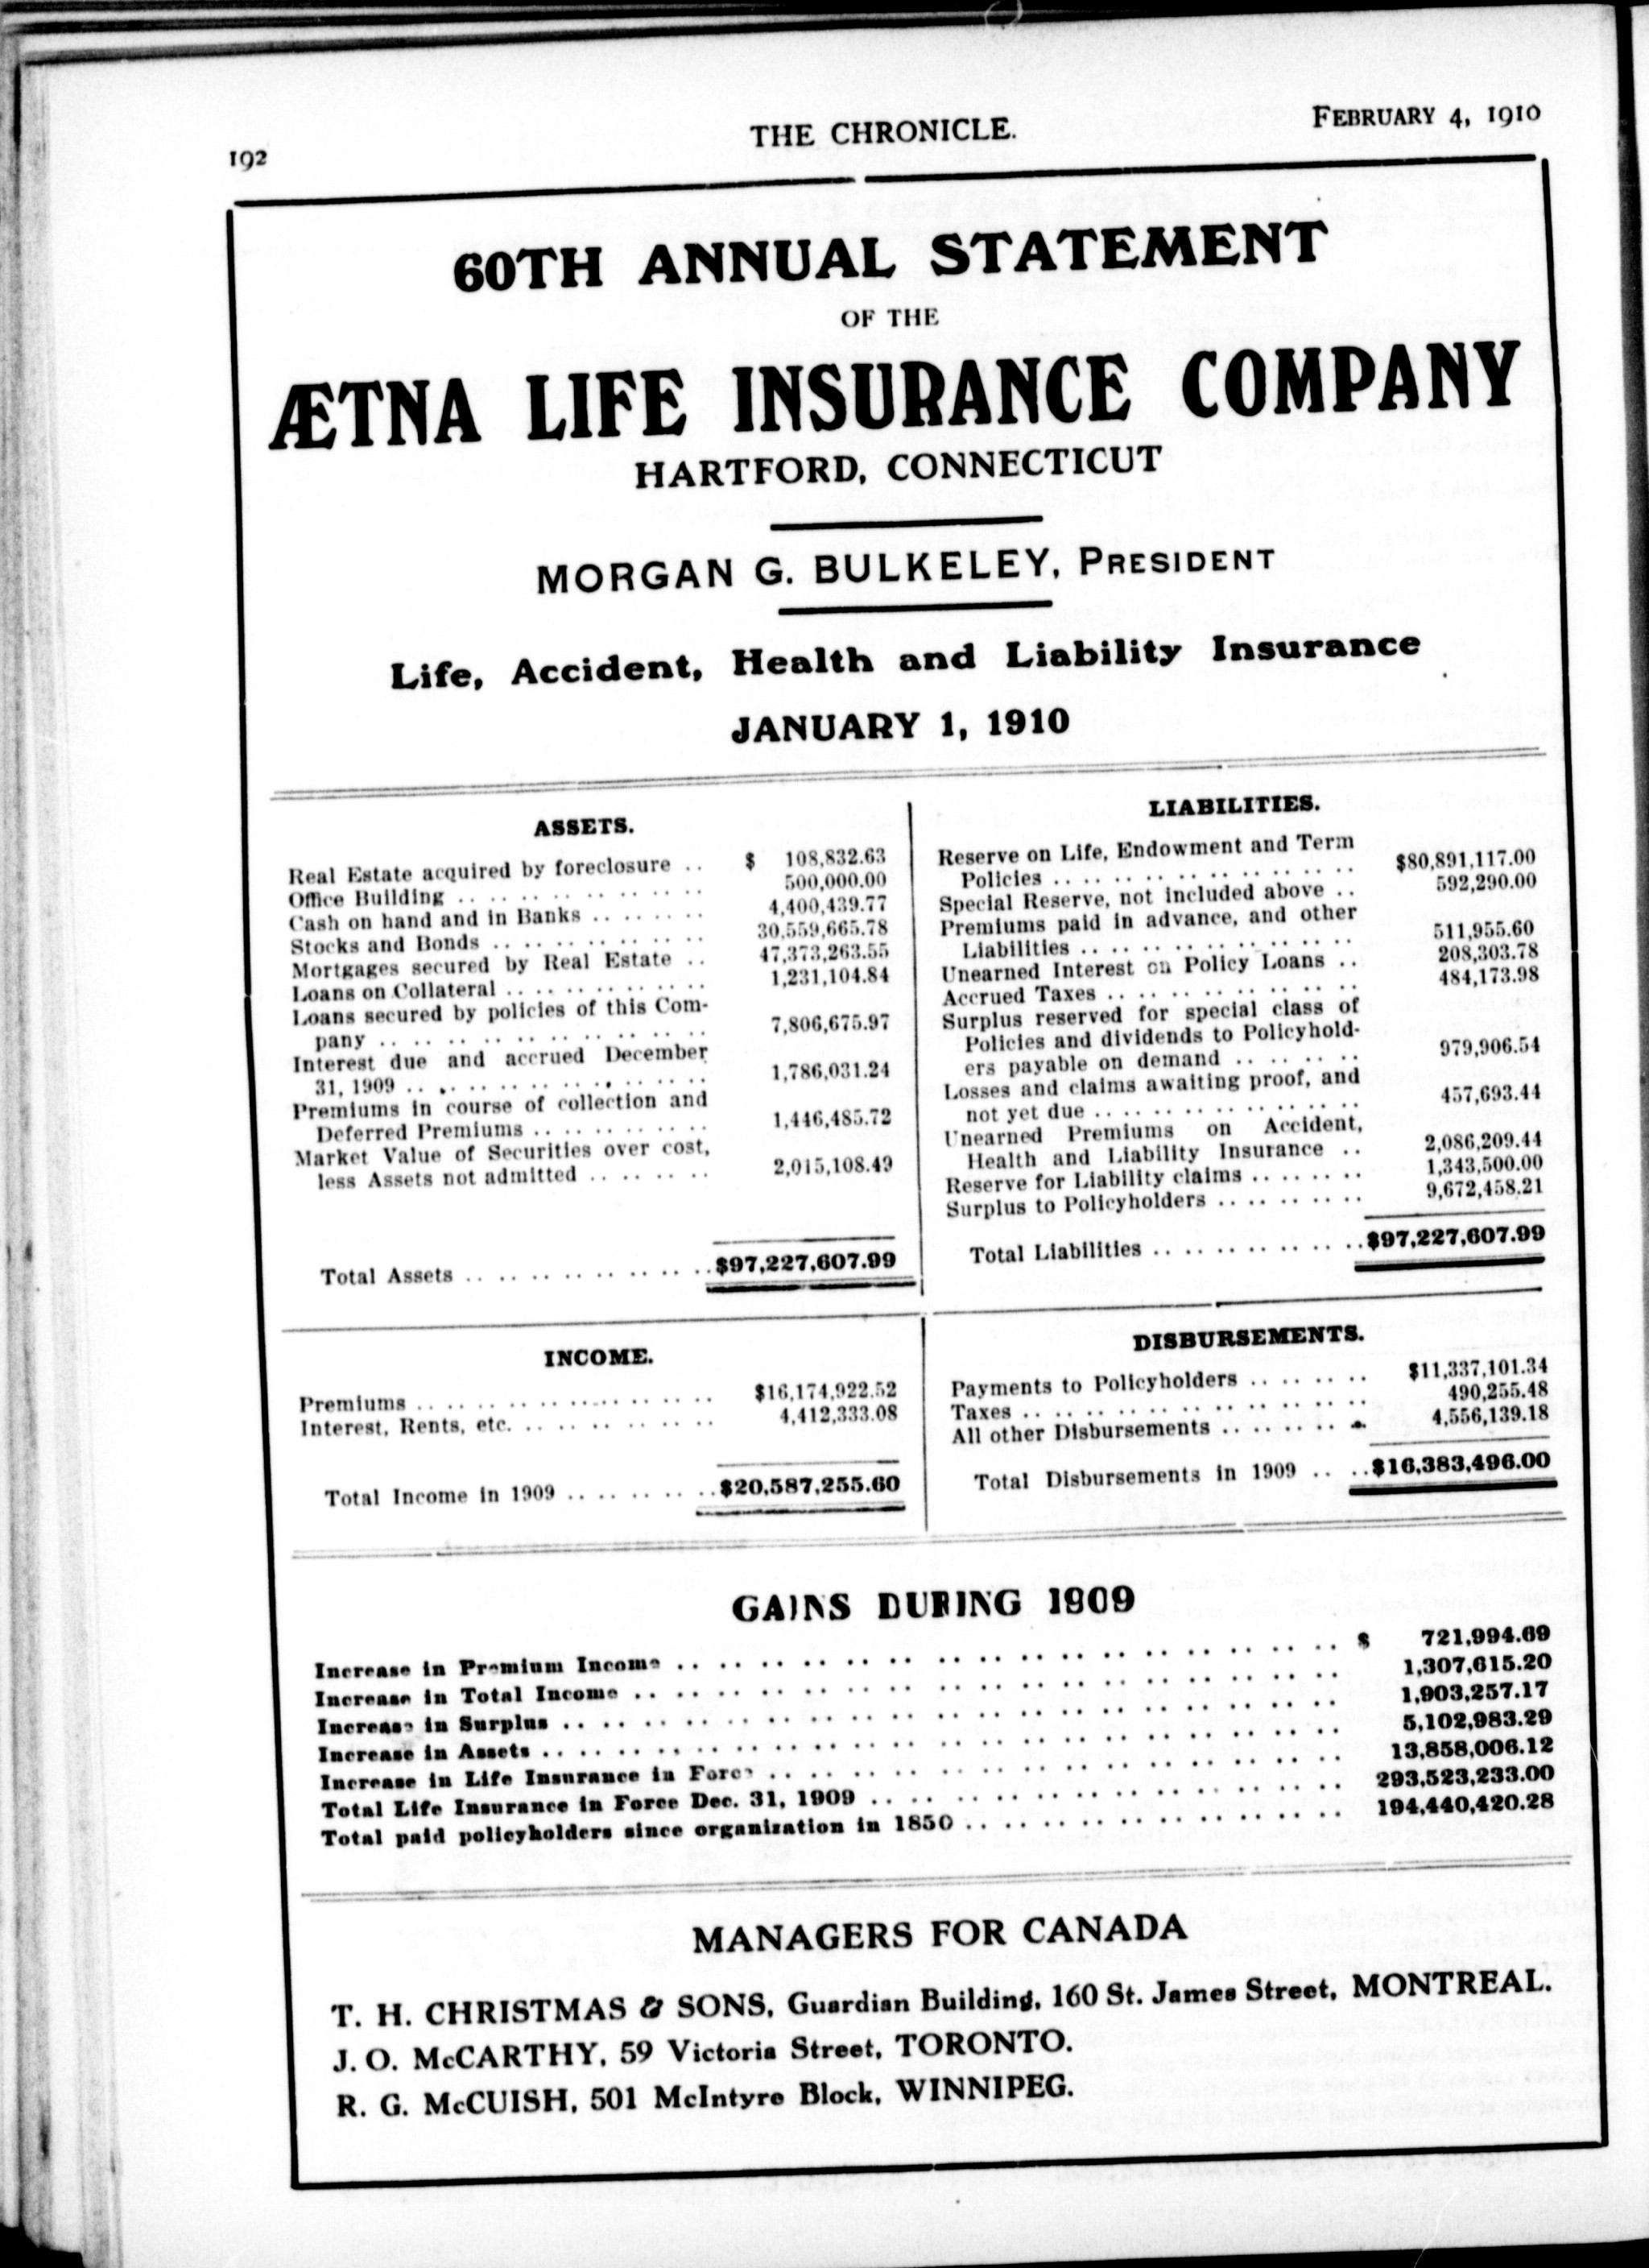 192
THE CHRONICLE.
FEBRUARY 4, 1910
60TH ANNUAL STATEMENT
OF THE
ÆTNA LIFE INSURANCE COMPANY
HARTFORD, CONNECTICUT
MORGAN G. BULKELEY, PRESIDENT
Life, Accident, Health and Liability Insurance
JANUARY 1, 1910
ASSETS.
Real Estate acquired by foreclosure .. $ 108,832.63
Office Building .. .. .. .. .. .. .. 500,000.00
Cash on hand and in Banks .. .. .. .. 4,400,439.77
Stocks and Bonds .. .. .. .. .. .. .. 30,559,665.78
Mortgages secured by Real Estate .. 47,373,263.55
Loans on Collateral .. .. .. .. .. .. .. 1,231,104.84
Loans secured by policies of this Com-
pany .. .. .. .. .. .. .. .. .. .. 7,806,675.97
Interest due and accrued December
31, 1909 .. .. .. .. .. .. .. .. .. 1,786,031.24
Premiums in course of collection and
Deferred Premiums .. .. .. .. .. .. 1,446,485.72
Market Value of Securities over cost,
less Assets not admitted .. .. .. .. 2,015,108.49
Total Assets .. .. .. .. .. .. .. .. $97,227,607.99
LIABILITIES.
Reserve on Life, Endowment and Term
Policies .. .. .. .. .. .. .. .. .. $80,891,117.00
Special Reserve, not included above .. 592,290.00
Premiums paid in advance, and other
Liabilities .. .. .. .. .. .. .. .. 511,955.60
Unearned Interest on Policy Loans .. 208,303.78
Accrued Taxes .. .. .. .. .. .. .. .. 484,173.98
Surplus reserved for special class of
Policies and dividends to Policyhold-
ers payable on demand .. .. .. .. 979,906.54
Losses and claims awaiting proof, and
not yet due .. .. .. .. .. .. .. .. 457,693.44
Unearned Premiums on Accident,
Health and Liability Insurance .. 2,086,209.44
Reserve for Liability claims .. .. .. .. 1,343,500.00
Surplus to Policyholders .. .. .. .. .. 9,672,458.21
Total Liabilities .. .. .. .. .. .. .. $97,227,607.99
INCOME.
Premiums .. .. .. .. .. .. .. .. .. .. $16,174,922.52
Interest, Rents, etc. .. .. .. .. .. .. .. 4,412,333.08
Total Income in 1909 .. .. .. .. .. $20,587,255.60
DISBURSEMENTS.
Payments to Policyholders .. .. .. .. $11,337,101.34
Taxes .. .. .. .. .. .. .. .. .. .. .. 490,255.48
All other Disbursements .. .. .. .. .. 4,556,139.18
Total Disbursements in 1909 .. .. $16,383,496.00
GAINS DURING 1909
Increase in Premium Income .. .. .. .. .. .. .. .. .. .. .. .. .. .. .. $ 721,994.69
Increase in Total Income .. .. .. .. .. .. .. .. .. .. .. .. .. .. .. 1,307,615.20
Increase in Surplus .. .. .. .. .. .. .. .. .. .. .. .. .. .. .. .. 1,903,257.17
Increase in Assets .. .. .. .. .. .. .. .. .. .. .. .. .. .. .. .. 5,102,983.29
Increase in Life Insurance in Force .. .. .. .. .. .. .. .. .. .. .. .. 13,858,006.12
Total Life Insurance in Force Dec. 31, 1909 .. .. .. .. .. .. .. .. .. .. 293,523,233.00
Total paid policyholders since organization in 1850 .. .. .. .. .. .. .. .. 194,440,420.28
MANAGERS FOR CANADA
T. H. CHRISTMAS & SONS, Guardian Building, 160 St. James Street, MONTREAL.
J. O. McCARTHY, 59 Victoria Street, TORONTO.
R. G. McCUISH, 501 McIntyre Block, WINNIPEG.